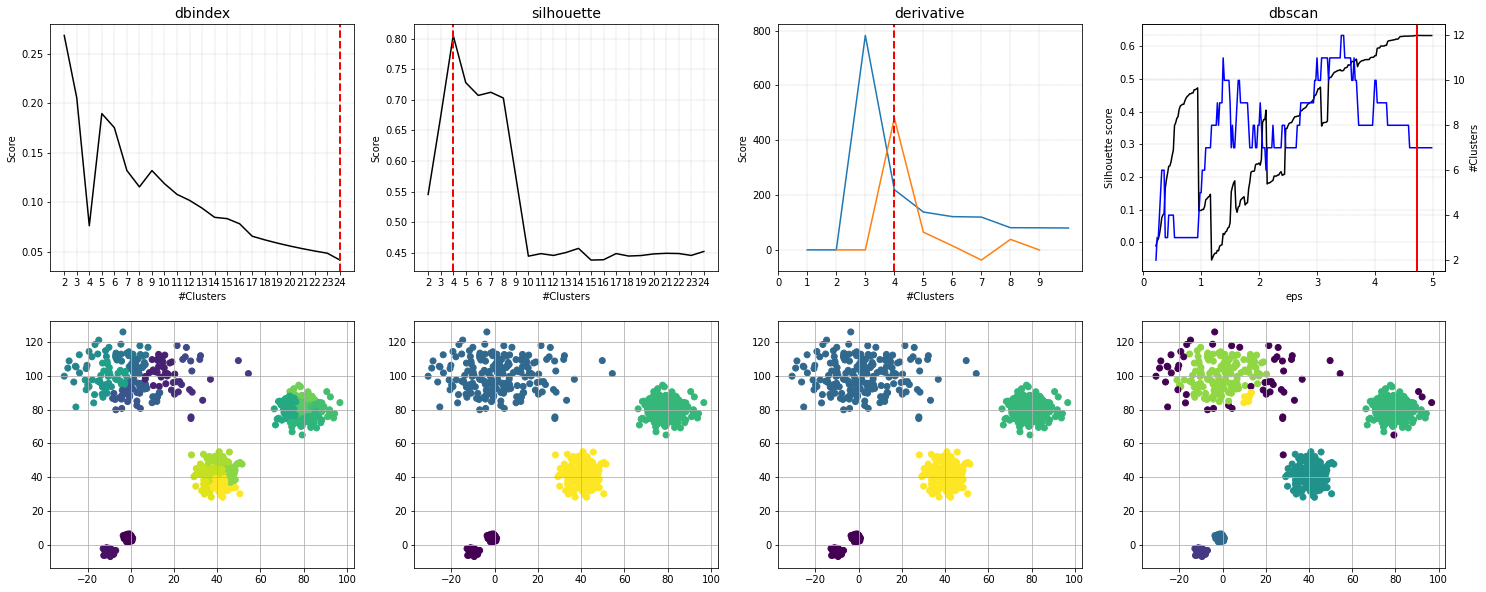 dbindex
silhouette
derivative
dbscan
0.25
0.20
0.15
0.10
0.05
Score
2 3 4 5 6 7 8 9 10 11 12 13 14 15 16 17 18 19 20 21 22 23 24
#Clusters
0.80
0.75
0.70
0.65
0.60
0.55
0.50
0.45
Score
2 3 4 5 6 7 8 9 10 11 12 13 14 15 16 17 18 19 20 21 22 23 24
#Clusters
800
600
400
200
0
Score
0 1 2 3 4 5 6 7 8 9
#Clusters
0.6
0.5
0.4
0.3
0.2
0.1
0.0
Silhouette score
0 1 2 3 4 5
eps
12
10
8
6
4
2
#Clusters
120
100
80
60
40
20
0
−20 0 20 40 60 80 100
120
100
80
60
40
20
0
−20 0 20 40 60 80 100
120
100
80
60
40
20
0
−20 0 20 40 60 80 100
120
100
80
60
40
20
0
−20 0 20 40 60 80 100